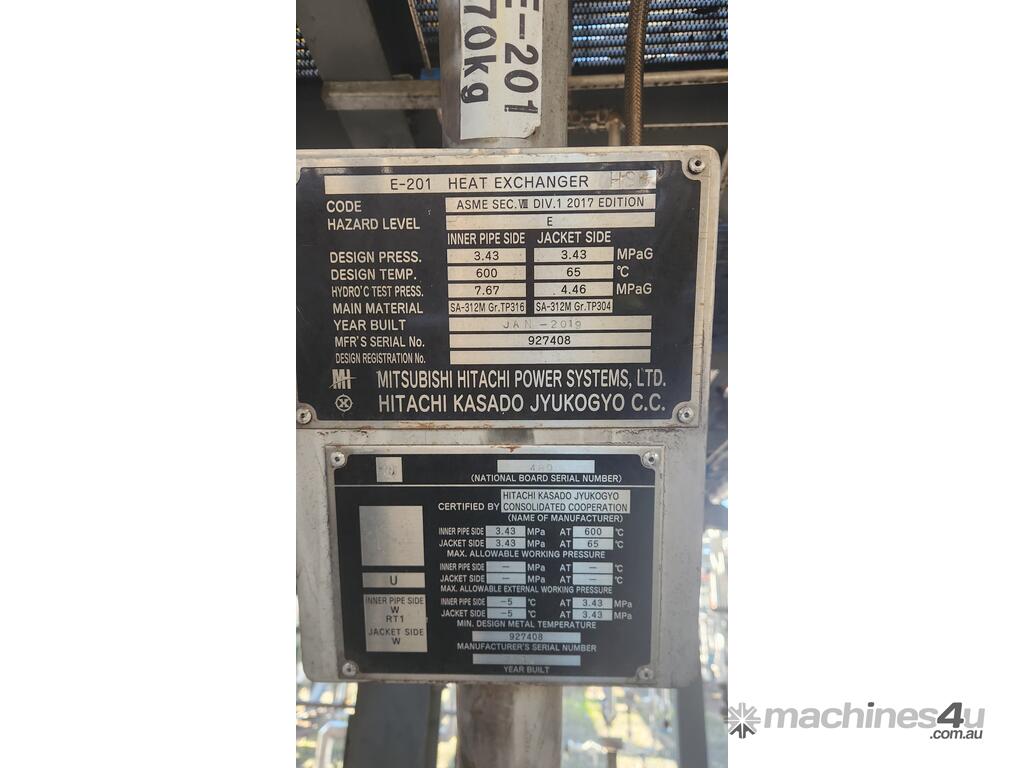 E-201
70kg
E-201 HEAT EXCHANGER
CODE ASME SEC. Ⅷ DIV.1 2017 EDITION
HAZARD LEVEL E
INNER PIPE SIDE JACKET SIDE
DESIGN PRESS. 3.43 3.43 MPaG
DESIGN TEMP. 600 65 ℃
HYDRO'C TEST PRESS. 7.67 4.46 MPaG
MAIN MATERIAL SA-312M Gr.TP316 SA-312M Gr.TP304
YEAR BUILT JAN-2019
MFR'S SERIAL No. 927408
DESIGN REGISTRATION No.
MH MITSUBISHI HITACHI POWER SYSTEMS, LTD.
HITACHI KASADO JYUKOGYO C.C.
480
(NATIONAL BOARD SERIAL NUMBER)
CERTIFIED BY HITACHI KASADO JYUKOGYO
CONSOLIDATED COOPERATION
(NAME OF MANUFACTURER)
INNER PIPE SIDE 3.43 MPa AT 600 ℃
JACKET SIDE 3.43 MPa AT 65 ℃
MAX. ALLOWABLE WORKING PRESSURE
INNER PIPE SIDE - MPa AT - ℃
JACKET SIDE - MPa AT - ℃
MAX. ALLOWABLE EXTERNAL WORKING PRESSURE
INNER PIPE SIDE -5 ℃ AT 3.43 MPa
JACKET SIDE -5 ℃ AT 3.43 MPa
MIN. DESIGN METAL TEMPERATURE
927408
MANUFACTURER'S SERIAL NUMBER
YEAR BUILT
U
INNER PIPE SIDE
W
RT1
JACKET SIDE
W
machines4u
.com.au